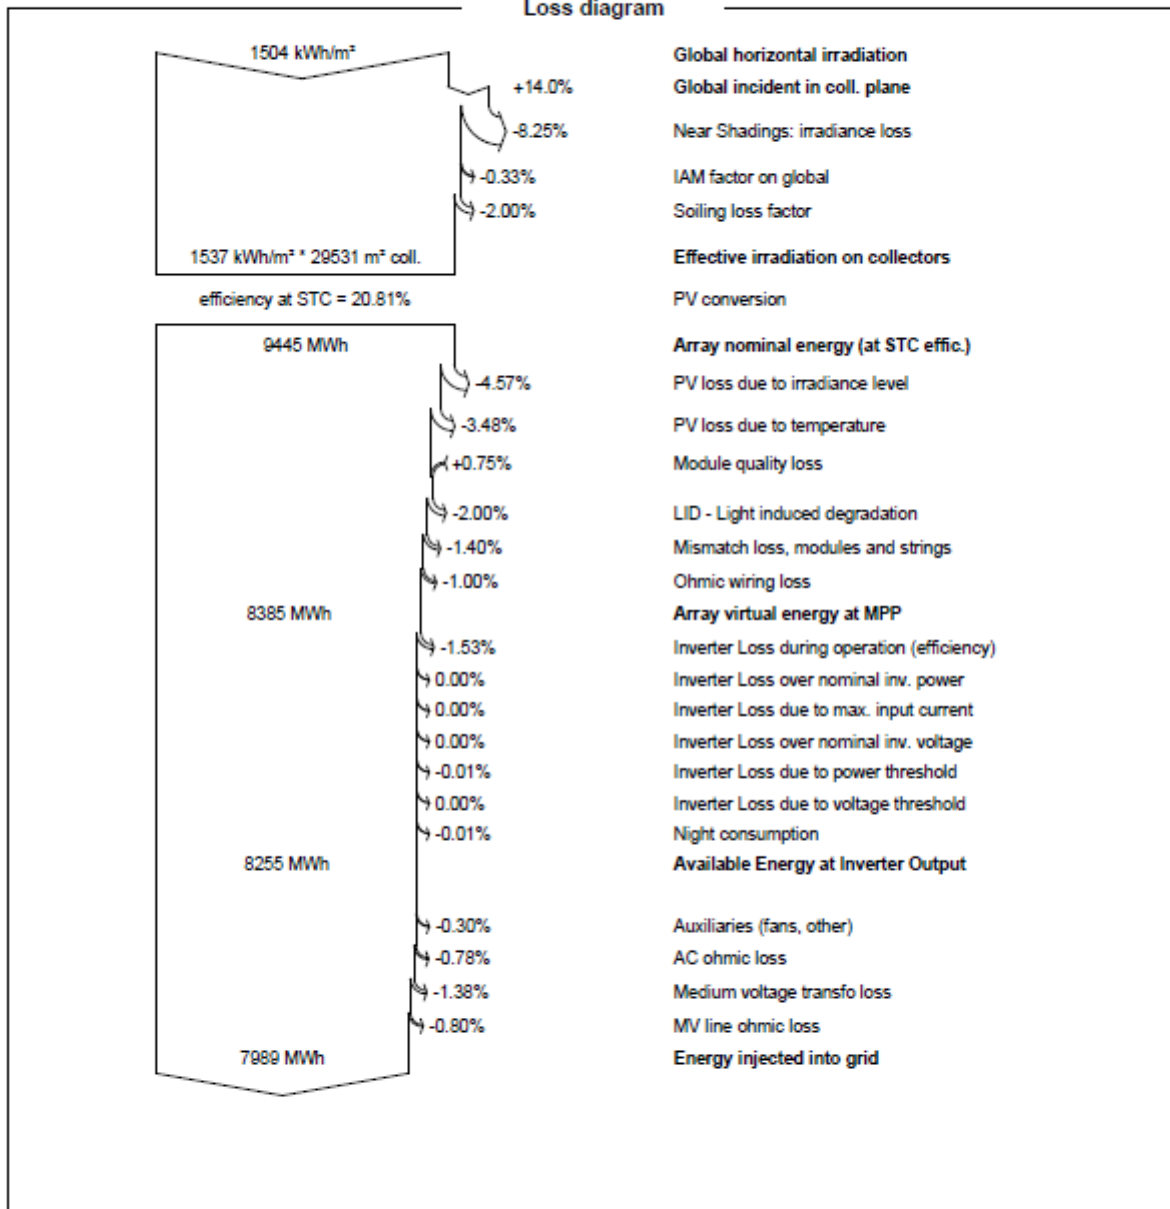 Loss diagram
1504 kWh/m² Global horizontal irradiation
+14.0% Global incident in coll. plane
-8.25% Near Shadings: irradiance loss
-0.33% IAM factor on global
-2.00% Soiling loss factor
1537 kWh/m² * 29531 m² coll. Effective irradiation on collectors
efficiency at STC = 20.81% PV conversion
9445 MWh Array nominal energy (at STC effic.)
-4.57% PV loss due to irradiance level
-3.48% PV loss due to temperature
+0.75% Module quality loss
-2.00% LID - Light induced degradation
-1.40% Mismatch loss, modules and strings
-1.00% Ohmic wiring loss
8385 MWh Array virtual energy at MPP
-1.53% Inverter Loss during operation (efficiency)
0.00% Inverter Loss over nominal inv. power
0.00% Inverter Loss due to max. input current
0.00% Inverter Loss over nominal inv. voltage
-0.01% Inverter Loss due to power threshold
0.00% Inverter Loss due to voltage threshold
-0.01% Night consumption
8255 MWh Available Energy at Inverter Output
-0.30% Auxiliaries (fans, other)
-0.78% AC ohmic loss
-1.38% Medium voltage transfo loss
-0.80% MV line ohmic loss
7989 MWh Energy injected into grid